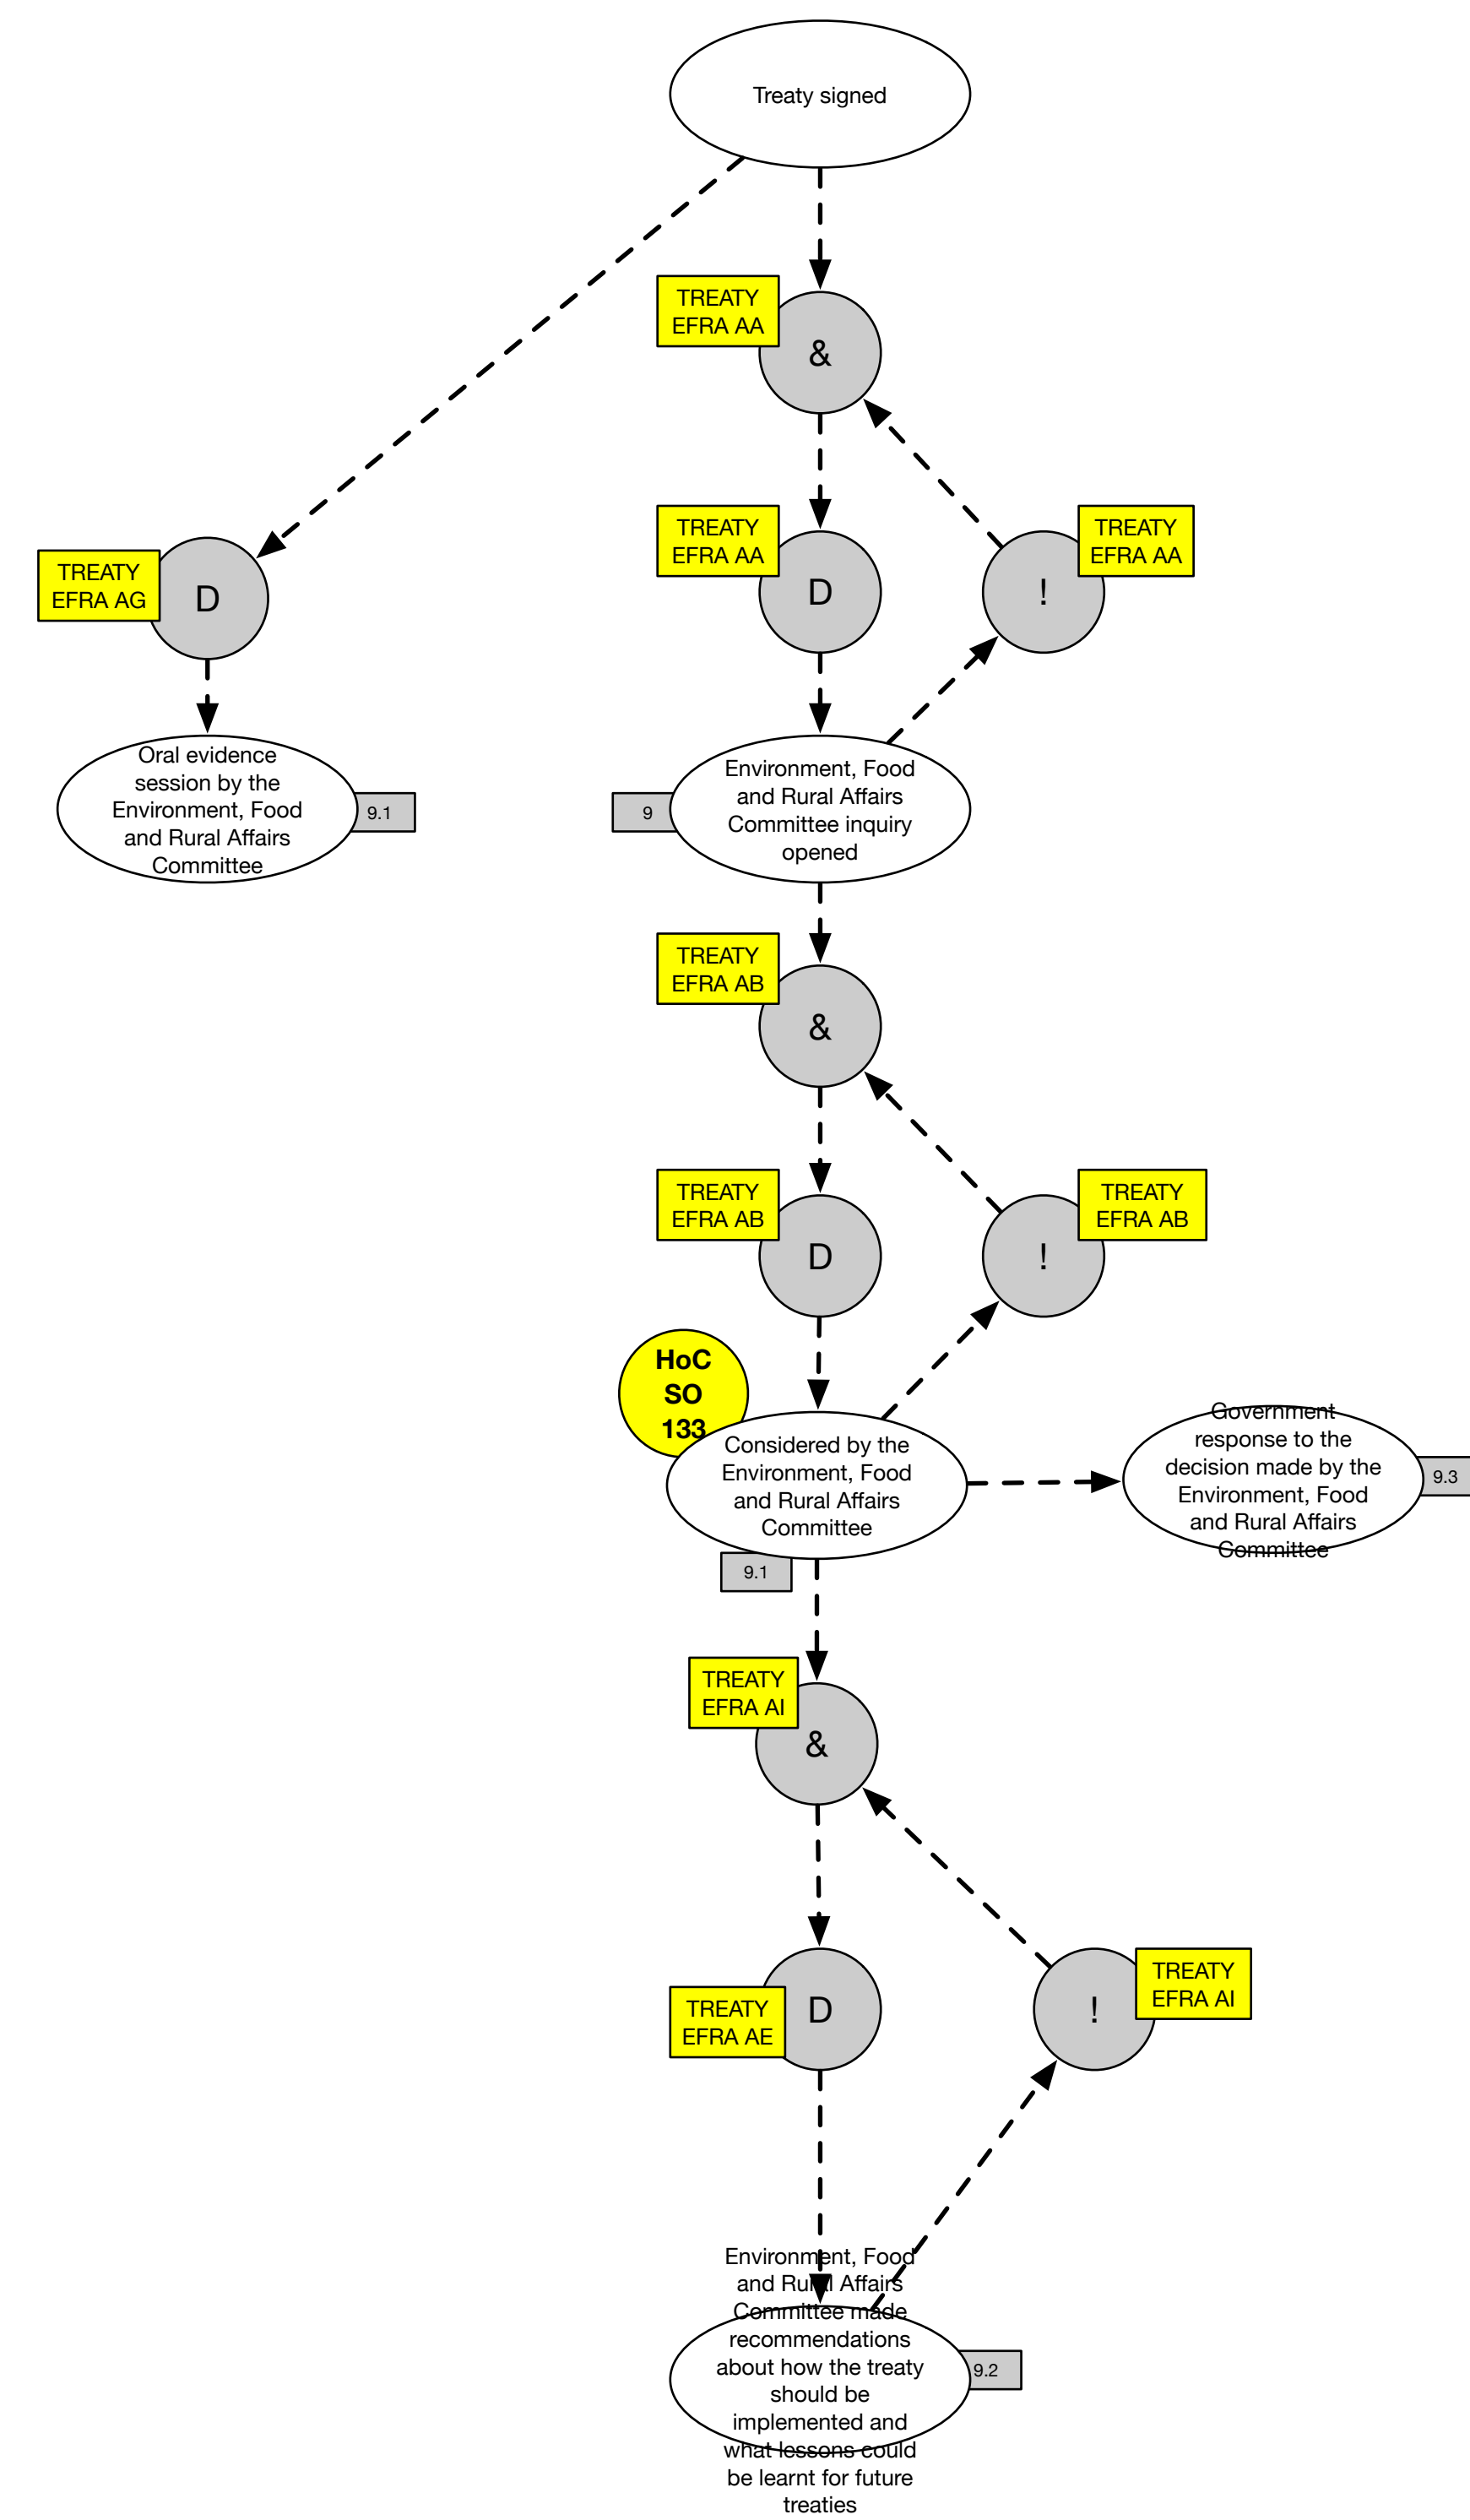 Treaty signed
TREATY
EFRA AA
&
TREATY
EFRA AA
D
!
TREATY
EFRA AA
TREATY
EFRA AG
D
Oral evidence
session by the
Environment, Food
and Rural Affairs
Committee
9.1
9
Environment, Food
and Rural Affairs
Committee inquiry
opened
TREATY
EFRA AB
&
TREATY
EFRA AB
D
!
TREATY
EFRA AB
HoC
SO
133
Considered by the
Environment, Food
and Rural Affairs
Committee
9.1
Government
response to the
decision made by the
Environment, Food
and Rural Affairs
Committee
9.3
TREATY
EFRA AI
&
TREATY
EFRA AE
D
!
TREATY
EFRA AI
Environment, Food
and Rural Affairs
Committee made
recommendations
about how the treaty
should be
implemented and
what lessons could
be learnt for future
treaties
9.2